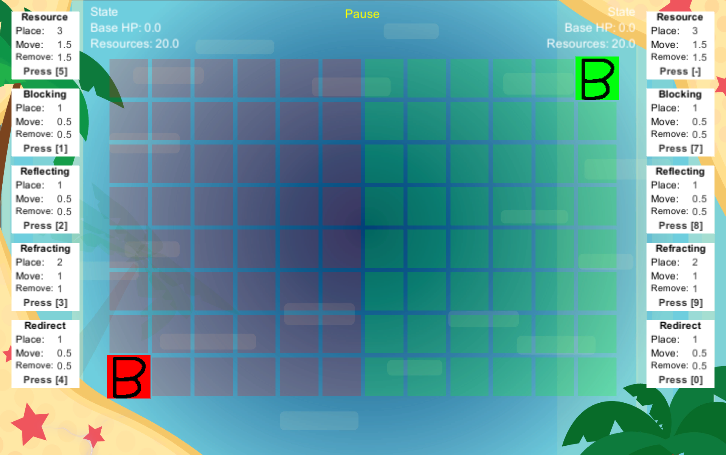 Pause
State
Base HP: 0.0
Resources: 20.0
State
Base HP: 0.0
Resources: 20.0
Resource
Place: 3
Move: 1.5
Remove: 1.5
Press [5]
Blocking
Place: 1
Move: 0.5
Remove: 0.5
Press [1]
Reflecting
Place: 1
Move: 0.5
Remove: 0.5
Press [2]
Refracting
Place: 2
Move: 1
Remove: 1
Press [3]
Redirect
Place: 1
Move: 0.5
Remove: 0.5
Press [4]
B
B
Resource
Place: 3
Move: 1.5
Remove: 1.5
Press [-]
Blocking
Place: 1
Move: 0.5
Remove: 0.5
Press [7]
Reflecting
Place: 1
Move: 0.5
Remove: 0.5
Press [8]
Refracting
Place: 2
Move: 1
Remove: 1
Press [9]
Redirect
Place: 1
Move: 0.5
Remove: 0.5
Press [0]